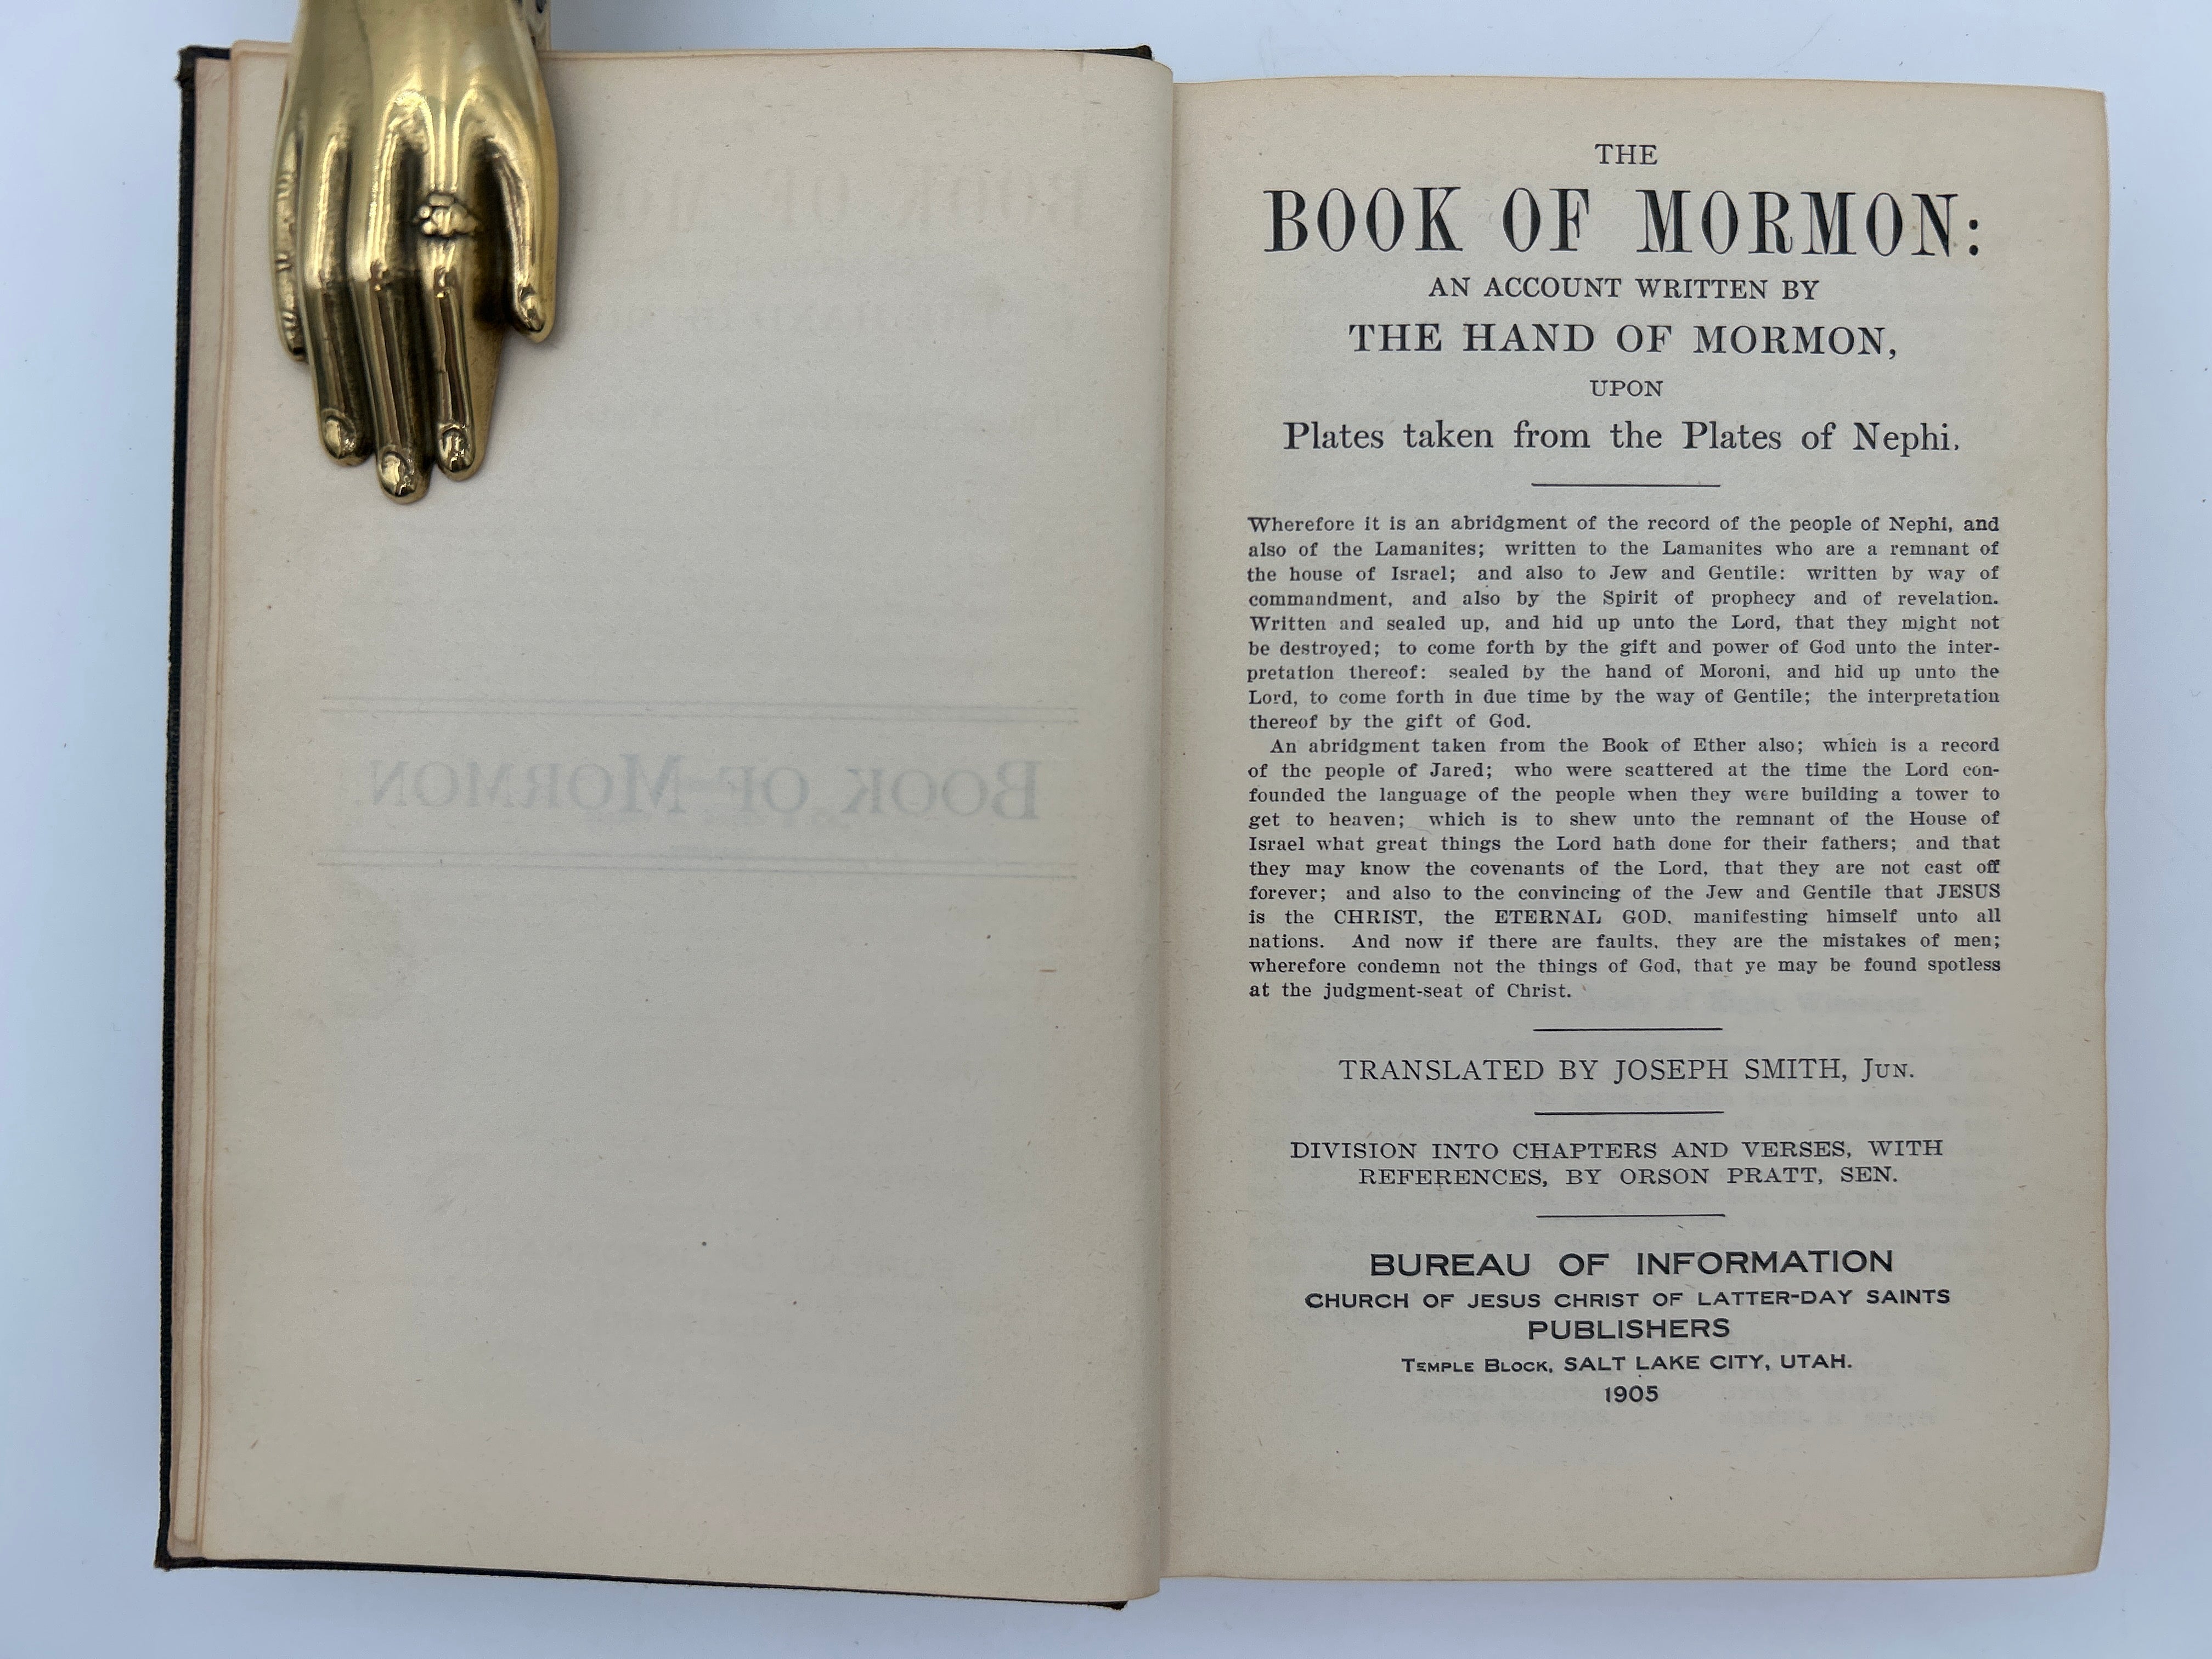 BOOK OF MORMON.
THE
BOOK OF MORMON:
AN ACCOUNT WRITTEN BY
THE HAND OF MORMON,
UPON
Plates taken from the Plates of Nephi.
Wherefore it is an abridgment of the record of the people of Nephi, and
also of the Lamanites; written to the Lamanites who are a remnant of
the house of Israel; and also to Jew and Gentile: written by way of
commandment, and also by the Spirit of prophecy and of revelation.
Written and sealed up, and hid up unto the Lord, that they might not
be destroyed; to come forth by the gift and power of God unto the inter-
pretation thereof: sealed by the hand of Moroni, and hid up unto the
Lord, to come forth in due time by the way of Gentile; the interpretation
thereof by the gift of God.
An abridgment taken from the Book of Ether also; which is a record
of the people of Jared; who were scattered at the time the Lord con-
founded the language of the people when they were building a tower to
get to heaven; which is to shew unto the remnant of the House of
Israel what great things the Lord hath done for their fathers; and that
they may know the covenants of the Lord, that they are not cast off
forever; and also to the convincing of the Jew and Gentile that JESUS
is the CHRIST, the ETERNAL GOD, manifesting himself unto all
nations. And now if there are faults, they are the mistakes of men;
wherefore condemn not the things of God, that ye may be found spotless
at the judgment-seat of Christ.
TRANSLATED BY JOSEPH SMITH, JUN.
DIVISION INTO CHAPTERS AND VERSES, WITH
REFERENCES, BY ORSON PRATT, SEN.
BUREAU OF INFORMATION
CHURCH OF JESUS CHRIST OF LATTER-DAY SAINTS
PUBLISHERS
TEMPLE BLOCK, SALT LAKE CITY, UTAH.
1905